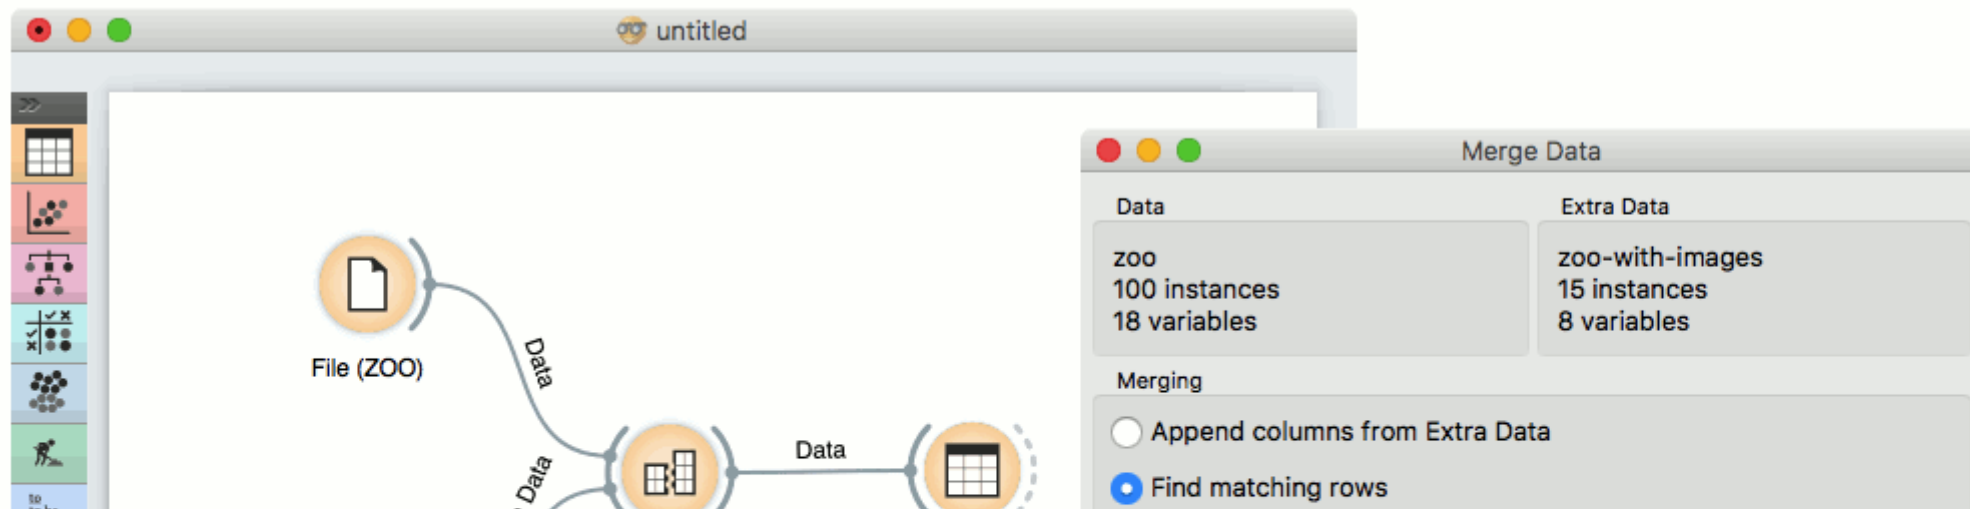 untitled
Merge Data
Data
Extra Data
zoo
100 instances
18 variables
zoo-with-images
15 instances
8 variables
Data
File (ZOO)
Merging
Append columns from Extra Data
Data
Data
Find matching rows
to